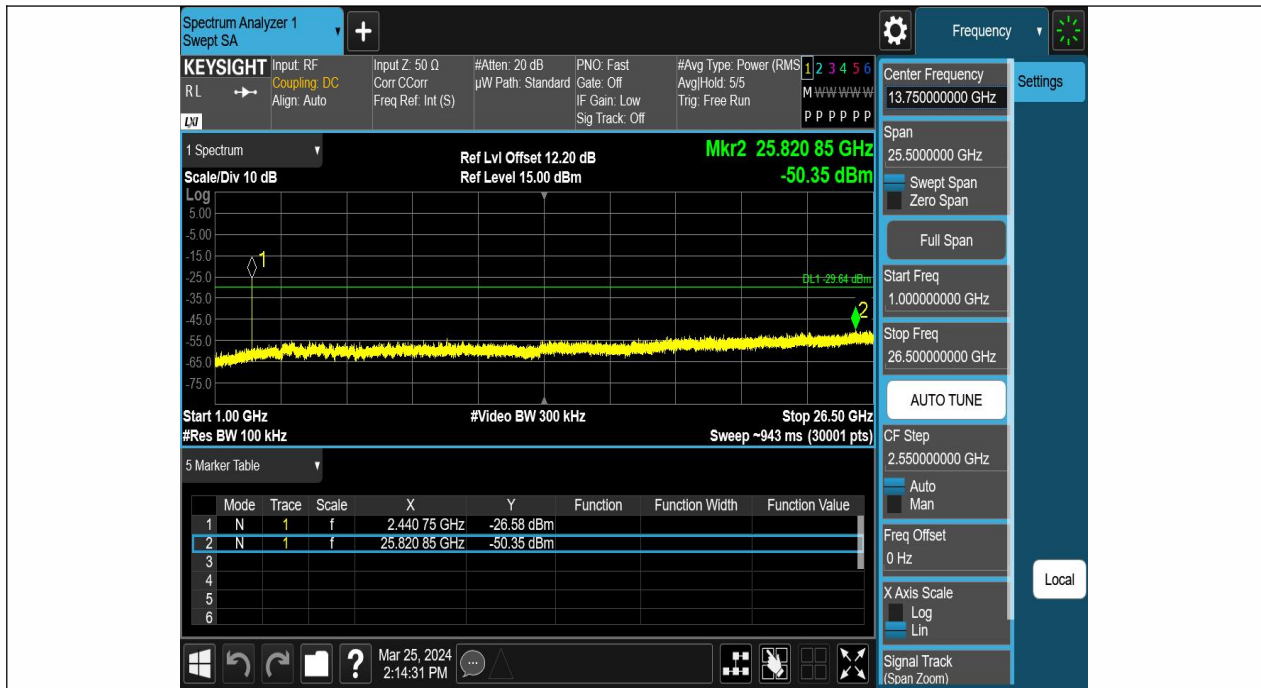 Spectrum Analyzer 1
Swept SA
+
Frequency
KEYSIGHT
RL
LXI
Input: RF
Coupling: DC
Align: Auto
Input Z: 50 Ω
Corr CCorr
Freq Ref: Int (S)
#Atten: 20 dB
µW Path: Standard
PNO: Fast
Gate: Off
IF Gain: Low
Sig Track: Off
#Avg Type: Power (RMS
Avg|Hold: 5/5
Trig: Free Run
1 2 3 4 5 6
M W W W W W
P P P P P P
Center Frequency
13.750000000 GHz
Settings
Span
25.5000000 GHz
Swept Span
Zero Span
Full Span
Start Freq
1.000000000 GHz
Stop Freq
26.500000000 GHz
AUTO TUNE
CF Step
2.550000000 GHz
Auto
Man
Freq Offset
0 Hz
X Axis Scale
Log
Lin
Signal Track
(Span Zoom)
Local
1 Spectrum
Scale/Div 10 dB
Ref Lvl Offset 12.20 dB
Ref Level 15.00 dBm
Mkr2 25.820 85 GHz
-50.35 dBm
Log
5.00
-5.00
-15.0
-25.0
-35.0
-45.0
-55.0
-65.0
-75.0
1
DL1 -29.64 dBm
2
Start 1.00 GHz
#Video BW 300 kHz
Stop 26.50 GHz
#Res BW 100 kHz
Sweep ~943 ms (30001 pts)
5 Marker Table
Mode Trace Scale X Y Function Function Width Function Value
1 N 1 f 2.440 75 GHz -26.58 dBm
2 N 1 f 25.820 85 GHz -50.35 dBm
3
4
5
6
?
Mar 25, 2024
2:14:31 PM